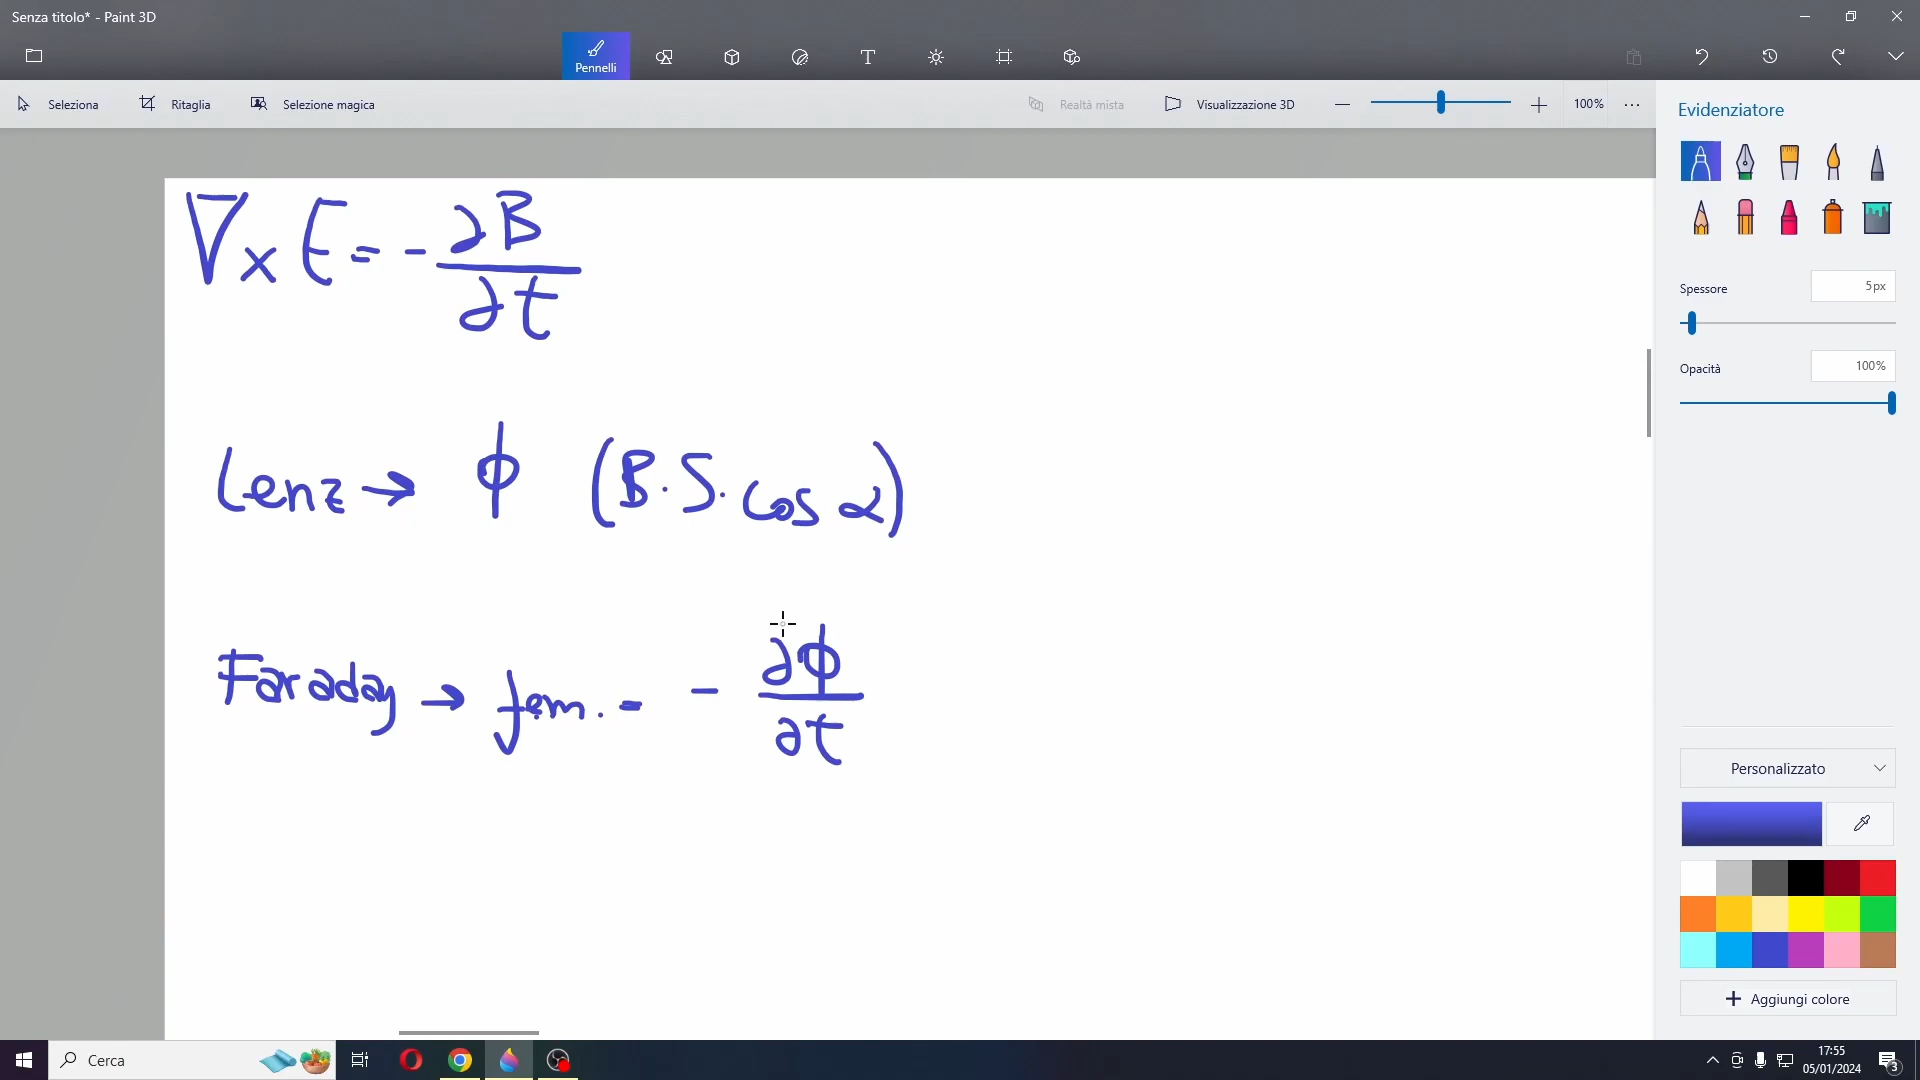 Senza titolo* - Paint 3D
Pennelli
Seleziona Ritaglia Selezione magica Realtà mista Visualizzazione 3D 100%
Evidenziatore
Spessore 5px
Opacità 100%
∇x E = - ∂B
∂t
Lenz → ϕ (B. S. cos α)
Faraday → fem. = - ∂ϕ
∂t
Personalizzato
Aggiungi colore
Cerca
17:55
05/01/2024
3